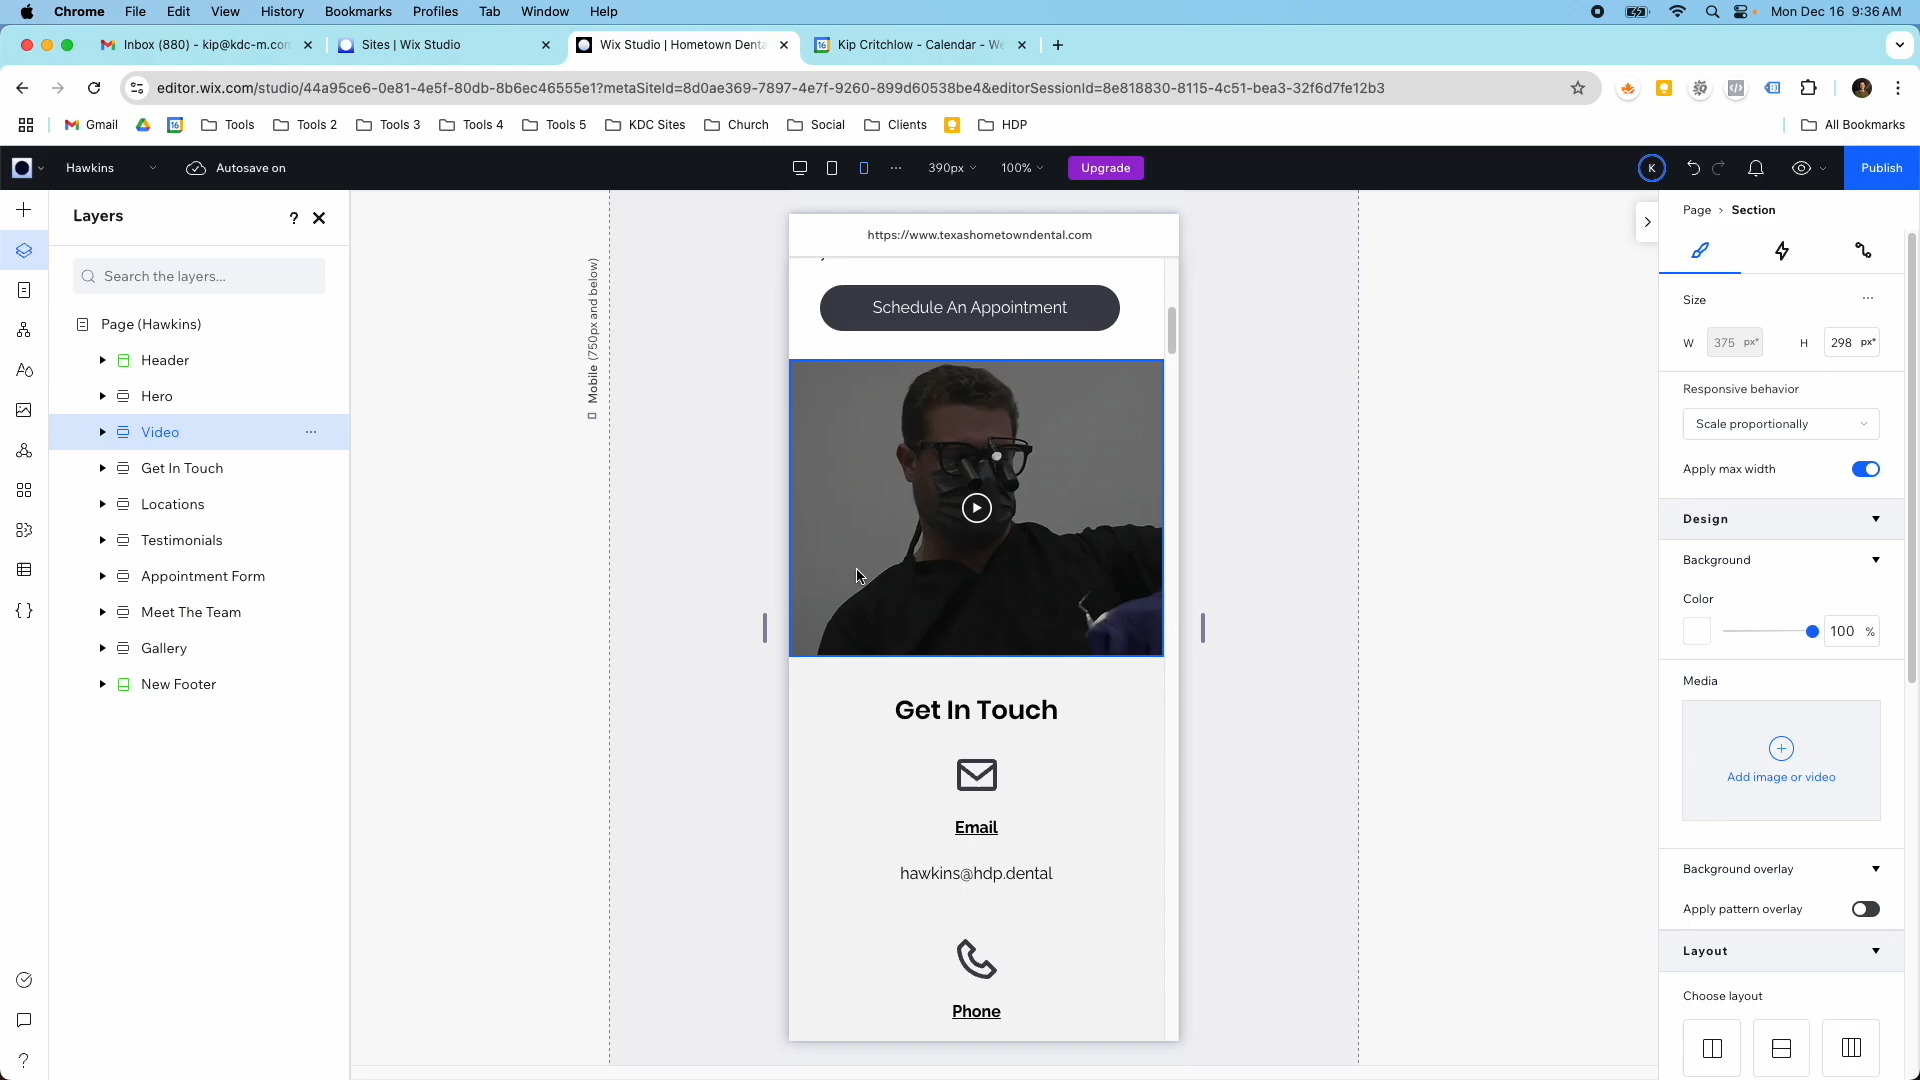 Chrome File Edit View History Bookmarks Profiles Tab Window Help Mon Dec 16 9:36 AM
Inbox (880) - kip@kdc-m.con Sites | Wix Studio Wix Studio | Hometown Denta 16 Kip Critchlow - Calendar - We
editor.wix.com/studio/44a95ce6-0e81-4e5f-80db-8b6ec46555e1?metaSiteId=8d0ae369-7897-4e7f-9260-899d60538be4&editorSessionId=8e818830-8115-4c51-bea3-32f6d7fe12b3
Gmail 16 Tools Tools 2 Tools 3 Tools 4 Tools 5 KDC Sites Church Social Clients HDP All Bookmarks
Hawkins Autosave on 390px 100% Upgrade K Publish
Layers ?
Search the layers...
Page (Hawkins)
Header
Hero
Video
Get In Touch
Locations
Testimonials
Appointment Form
Meet The Team
Gallery
New Footer
Mobile (750px and below)
https://www.texashometowndental.com
Schedule An Appointment
Get In Touch
Email
hawkins@hdp.dental
Phone
Page > Section
Size
W 375 px* H 298 px*
Responsive behavior
Scale proportionally
Apply max width
Design
Background
Color
100 %
Media
Add image or video
Background overlay
Apply pattern overlay
Layout
Choose layout